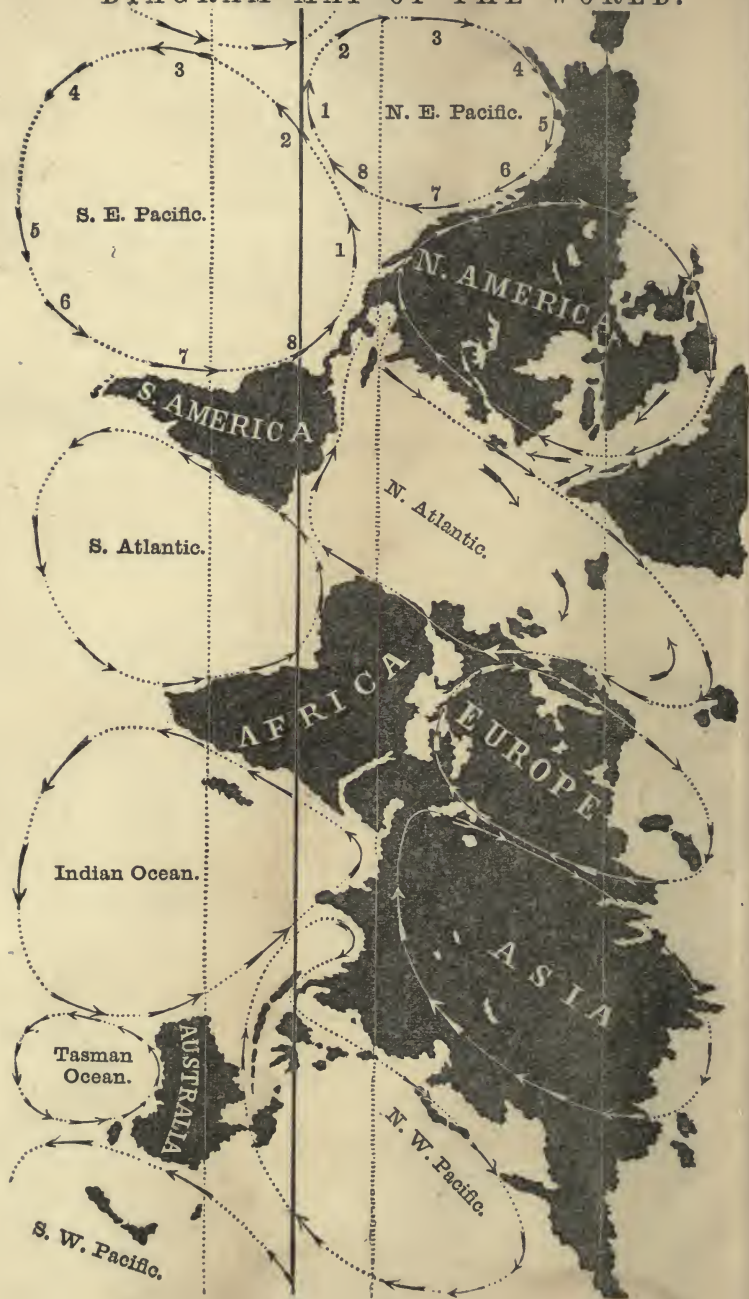 DIAGRAM MAP OF THE WORLD.
2
3
3
4
4
1
N. E. Pacific.
5
2
8
6
7
S. E. Pacific.
5
1
N. AMERICA
6
7
8
S. AMERICA
N. Atlantic.
S. Atlantic.
AFRICA
EUROPE
Indian Ocean.
ASIA
Tasman
Ocean.
AUSTRALIA
N. W. Pacific.
S. W. Pacific.